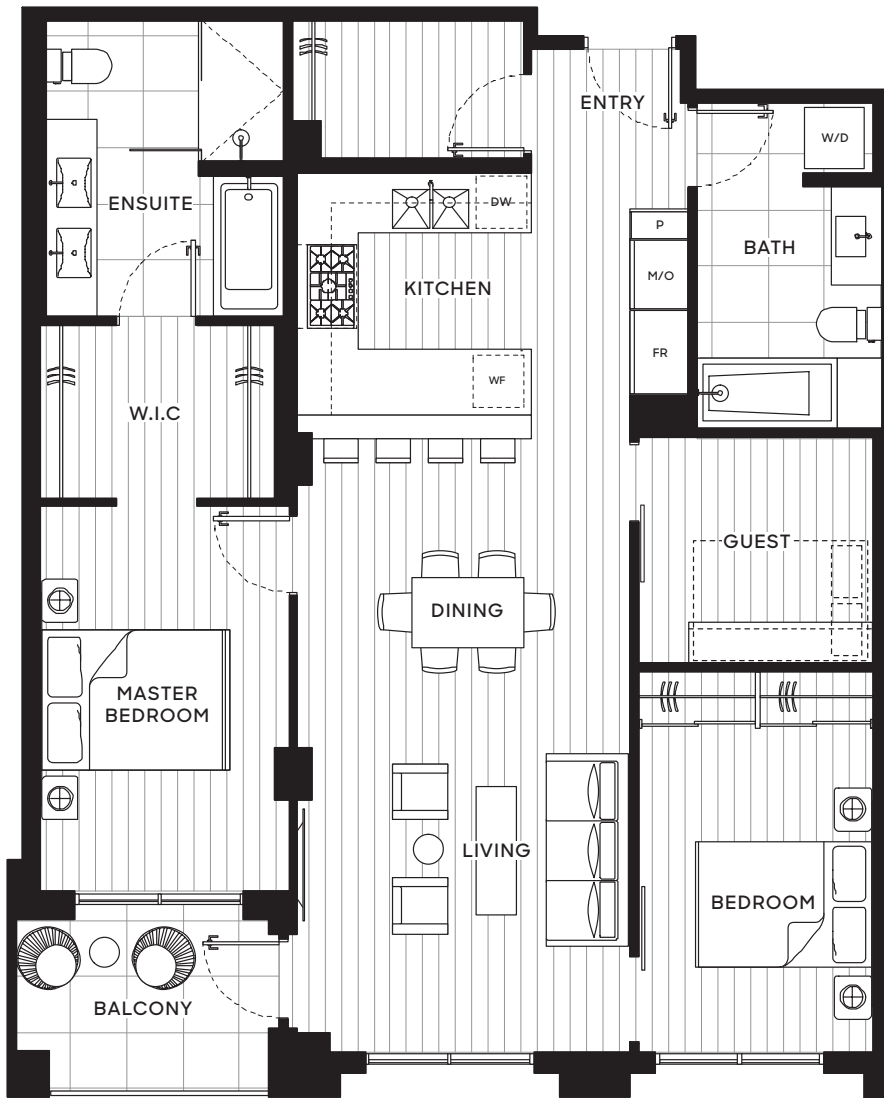 ENTRY
W/D
ENSUITE
DW
P
BATH
M/O
KITCHEN
FR
WF
W.I.C
GUEST
DINING
MASTER
BEDROOM
LIVING
BEDROOM
BALCONY